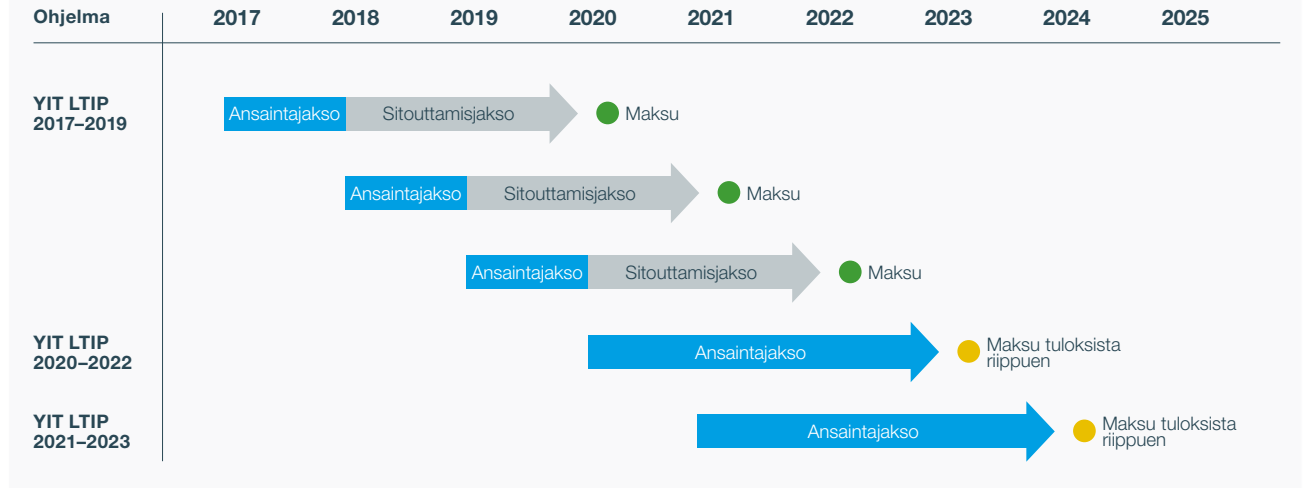 Ohjelma 2017 2018 2019 2020 2021 2022 2023 2024 2025
YIT LTIP
2017–2019
Ansaintajakso Sitouttamisjakso Maksu
Ansaintajakso Sitouttamisjakso Maksu
Ansaintajakso Sitouttamisjakso Maksu
YIT LTIP
2020–2022
Ansaintajakso
Maksu tuloksista
riippuen
YIT LTIP
2021–2023
Ansaintajakso
Maksu tuloksista
riippuen